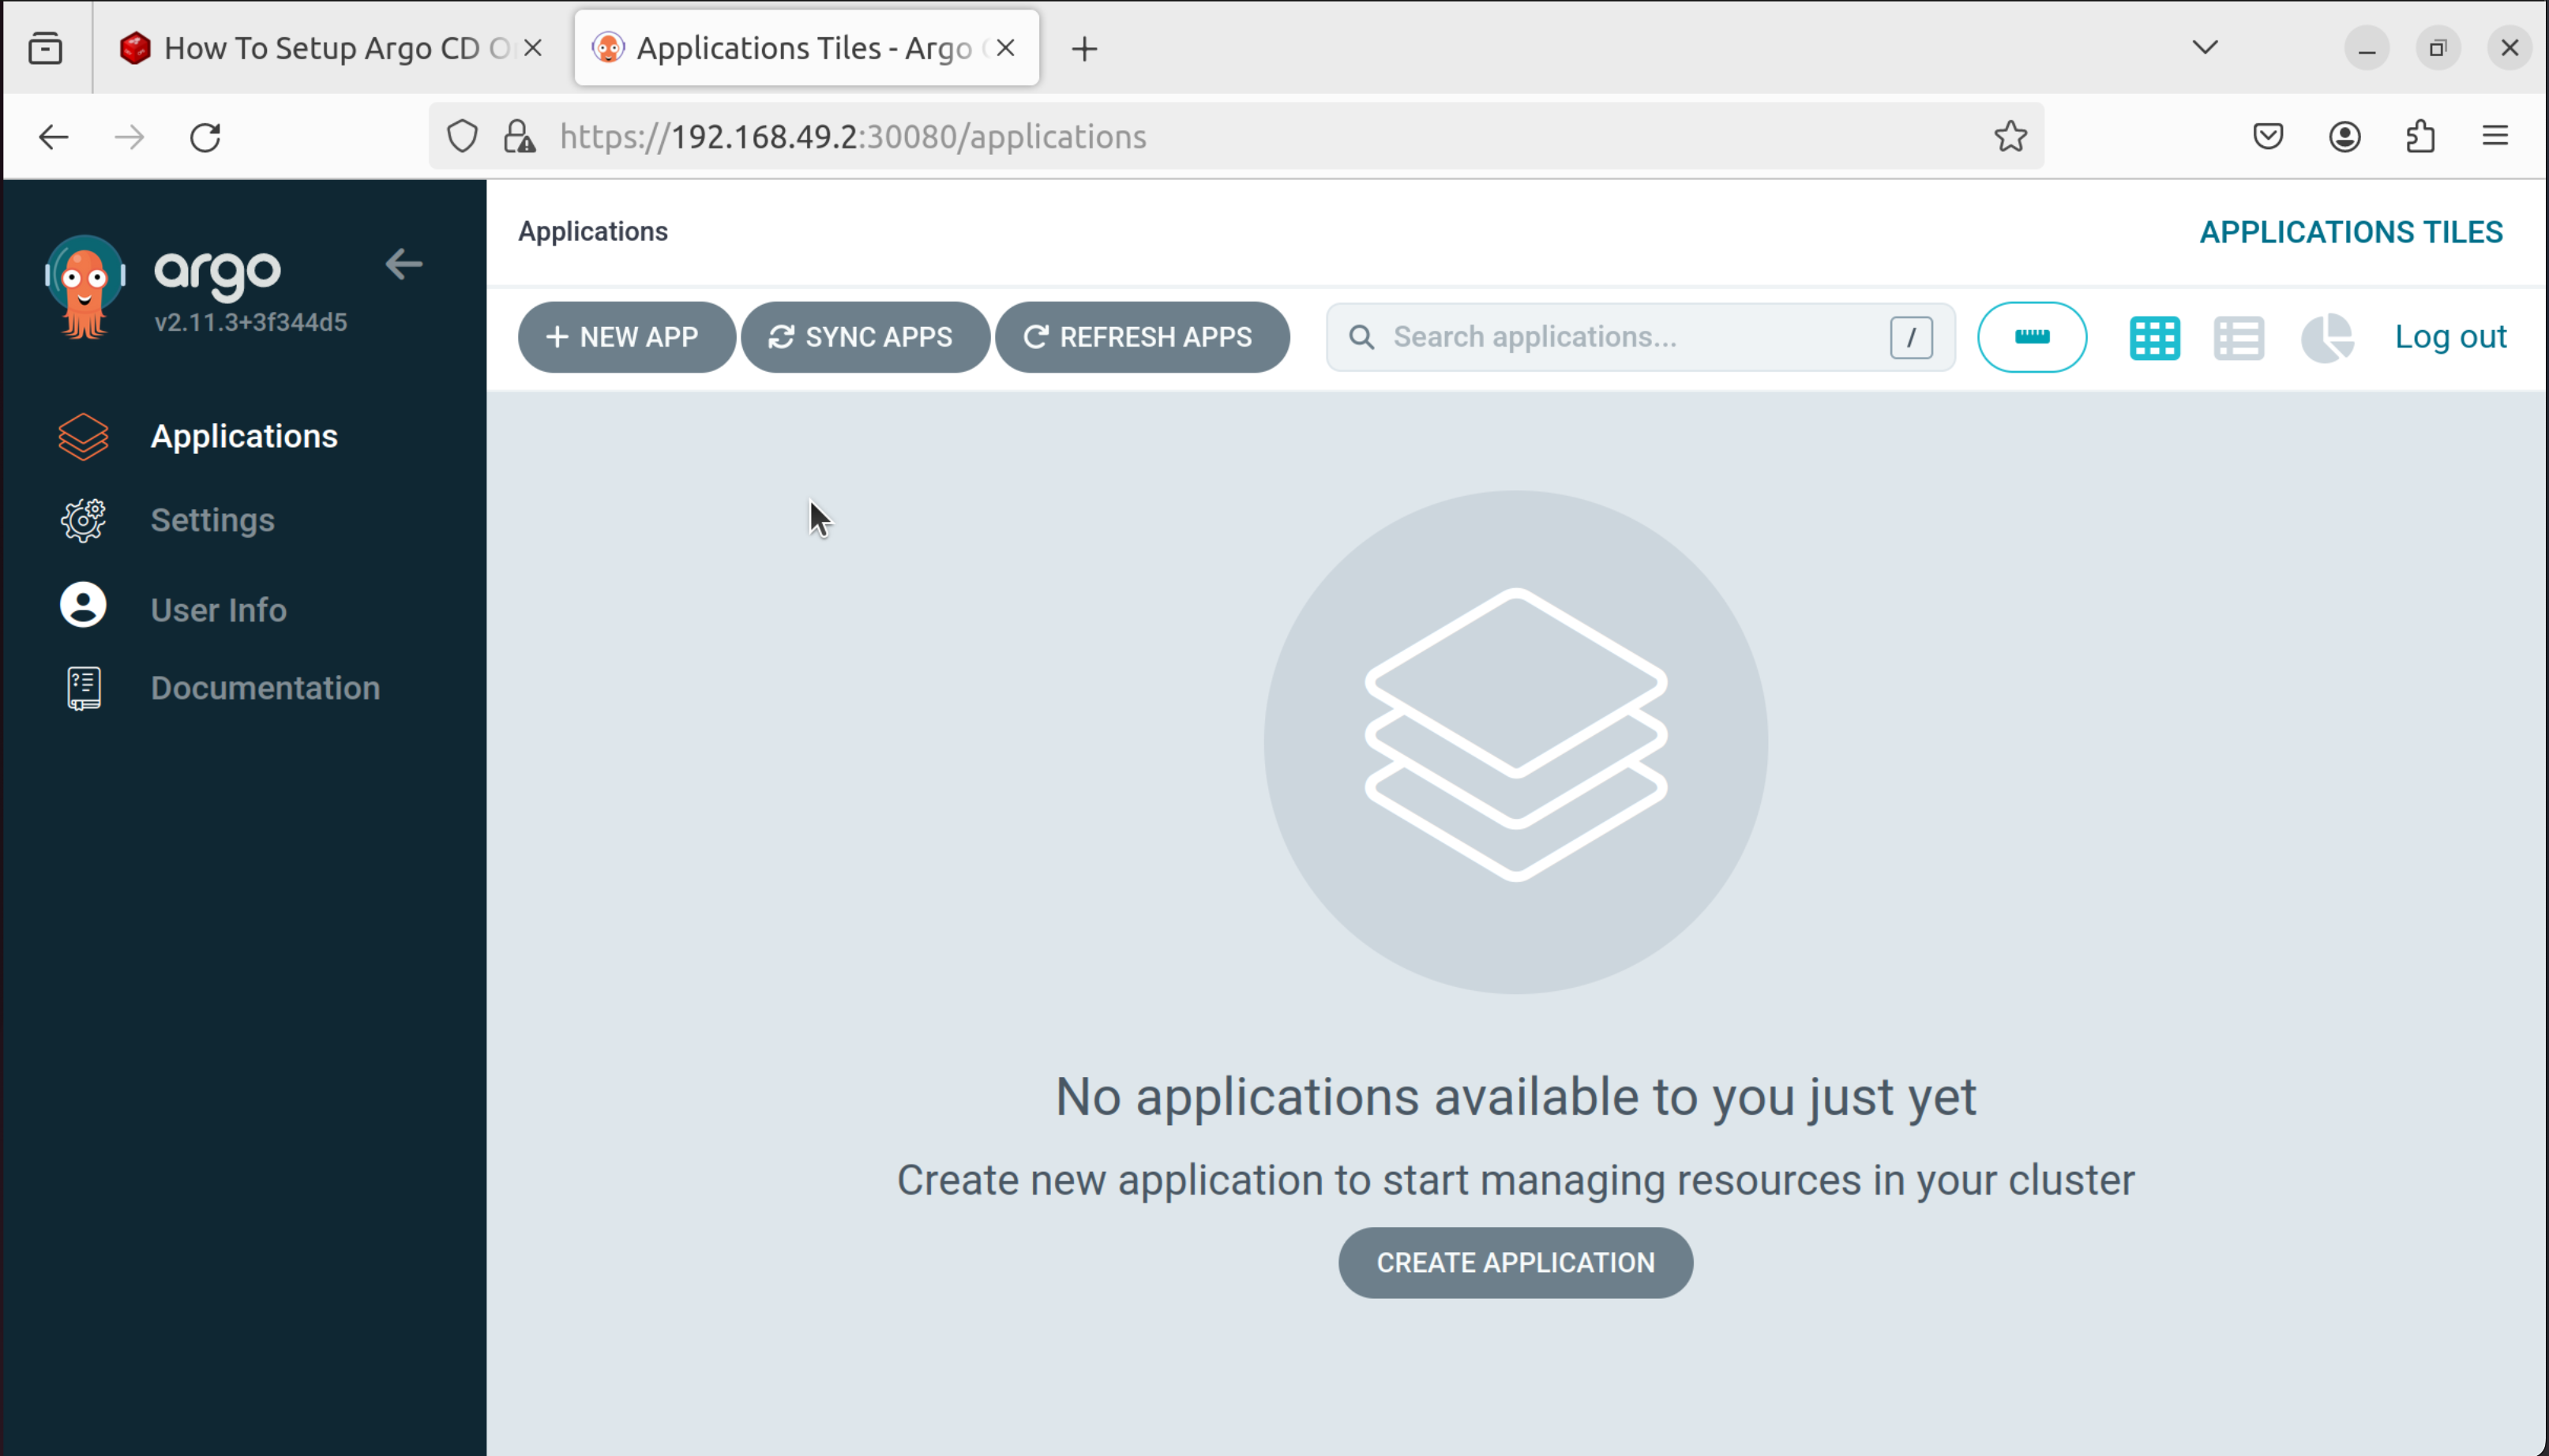 How To Setup Argo CD O
Applications Tiles - Argo
https://192.168.49.2:30080/applications
argo
v2.11.3+3f344d5
Applications
Settings
User Info
Documentation
Applications
APPLICATIONS TILES
NEW APP
SYNC APPS
REFRESH APPS
Search applications...
/
Log out
No applications available to you just yet
Create new application to start managing resources in your cluster
CREATE APPLICATION